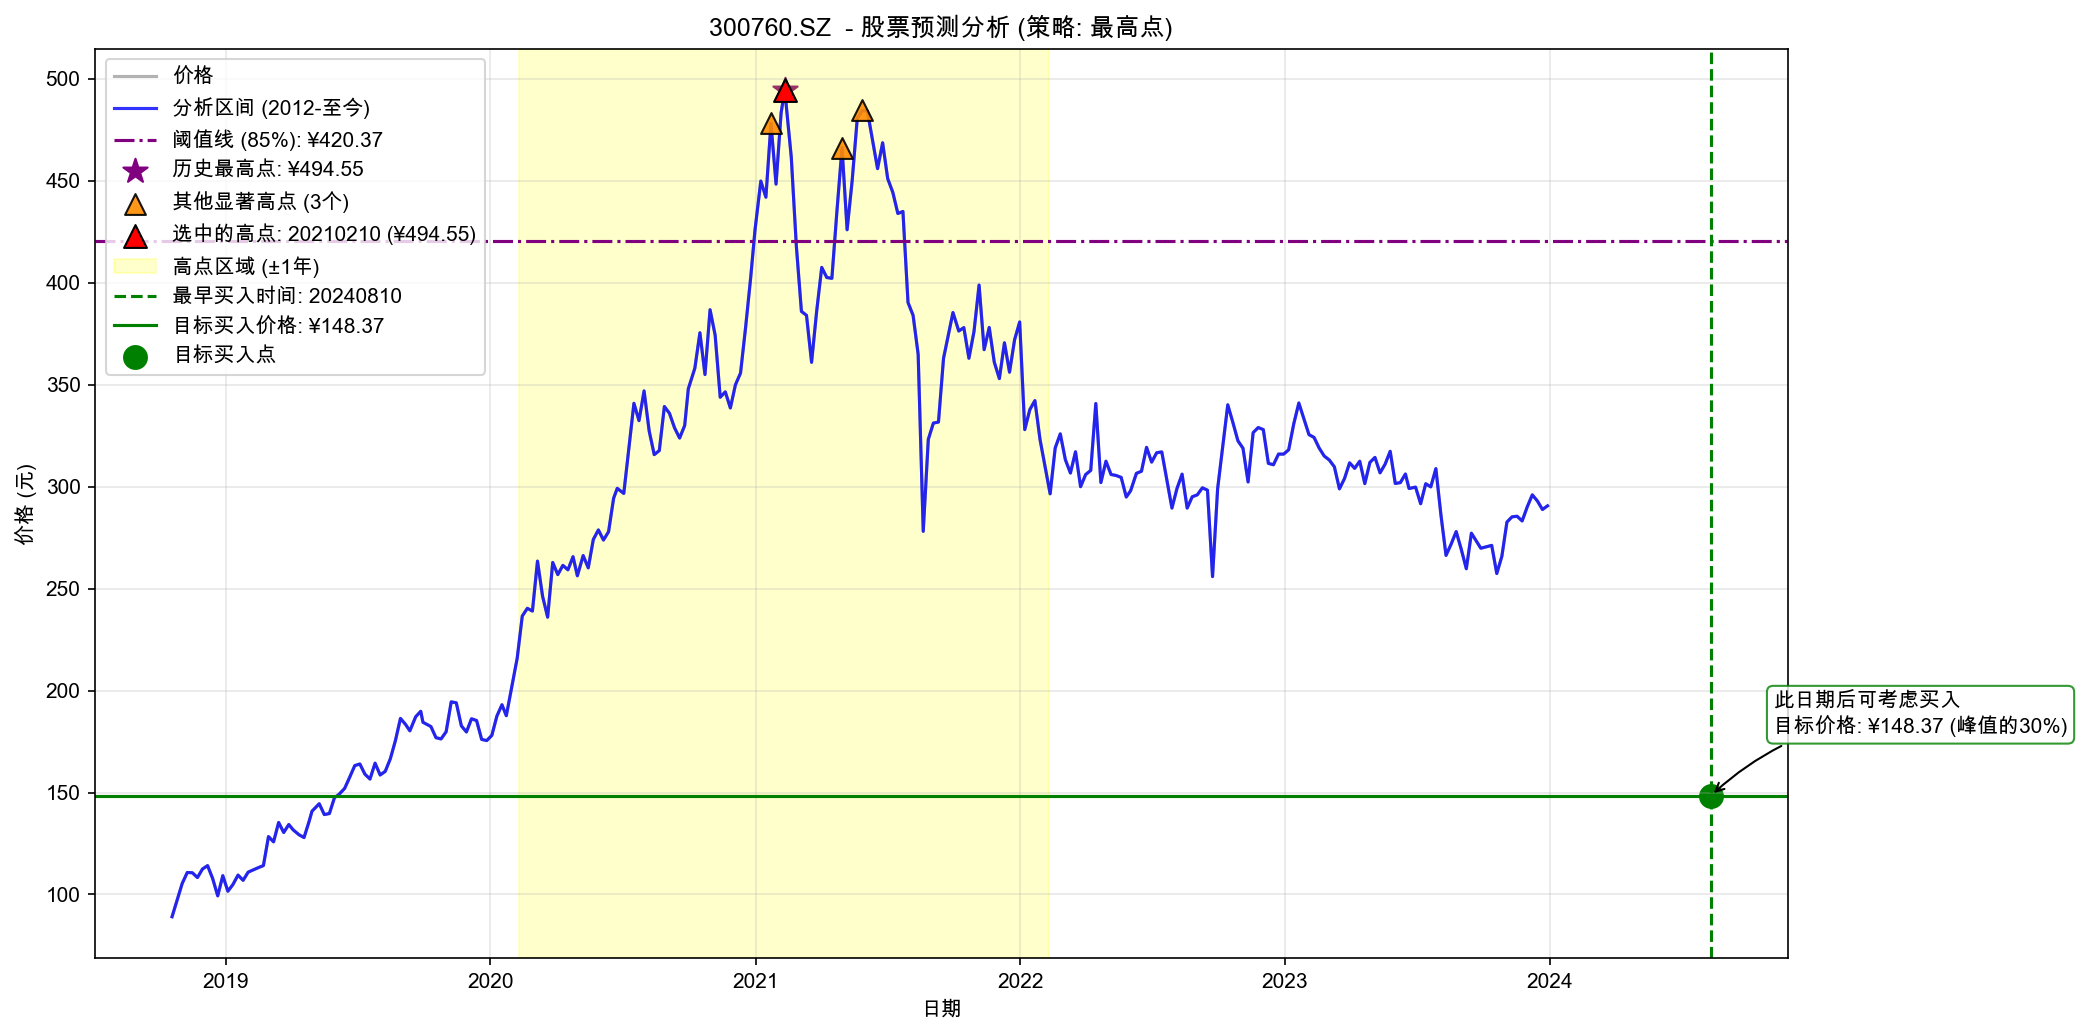 300760.SZ - 股票预测分析 (策略: 最高点)
价格
分析区间 (2012-至今)
阈值线 (85%): ¥420.37
历史最高点: ¥494.55
其他显著高点 (3个)
选中的高点: 20210210 (¥494.55)
高点区域 (±1年)
最早买入时间: 20240810
目标买入价格: ¥148.37
目标买入点
500
450
400
350
300
250
200
150
100
价格 (元)
此日期后可考虑买入
目标价格: ¥148.37 (峰值的30%)
2019
2020
2021
2022
2023
2024
日期